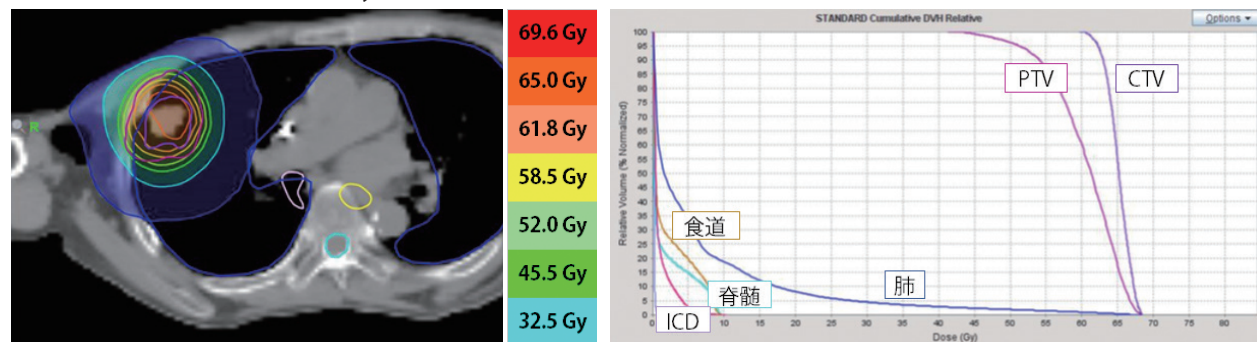 R
69.6 Gy
65.0 Gy
61.8 Gy
58.5 Gy
52.0 Gy
45.5 Gy
32.5 Gy
STANDARD Cumulative DVH Relative
Options
Relative Volume (% Normalized)
100
95
90
85
80
75
70
65
60
55
50
45
40
35
30
25
20
15
10
5
0
PTV
CTV
食道
脊髄
肺
ICD
0 5 10 15 20 25 30 35 40 45 50 55 60 65 70 75 80
Dose (Gy)